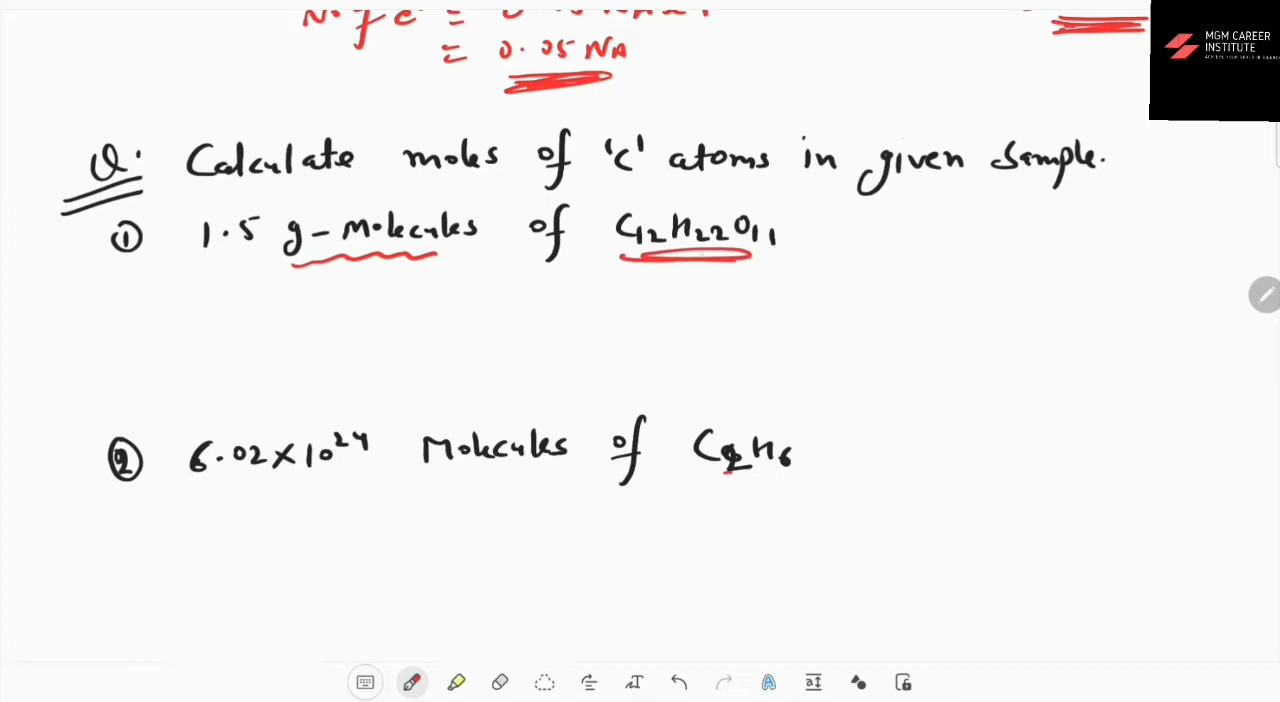 = 0.05 NA
MGM CAREER
INSTITUTE
Q. Calculate moles of 'C' atoms in given sample.
① 1.5 g-molecules of C12H22O11
② 6.02×10^24 Molecules of C2H6